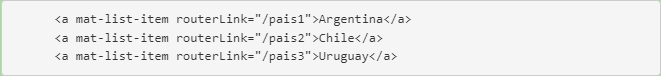 <a mat-list-item routerLink="/pais1">Argentina</a>
<a mat-list-item routerLink="/pais2">Chile</a>
<a mat-list-item routerLink="/pais3">Uruguay</a>